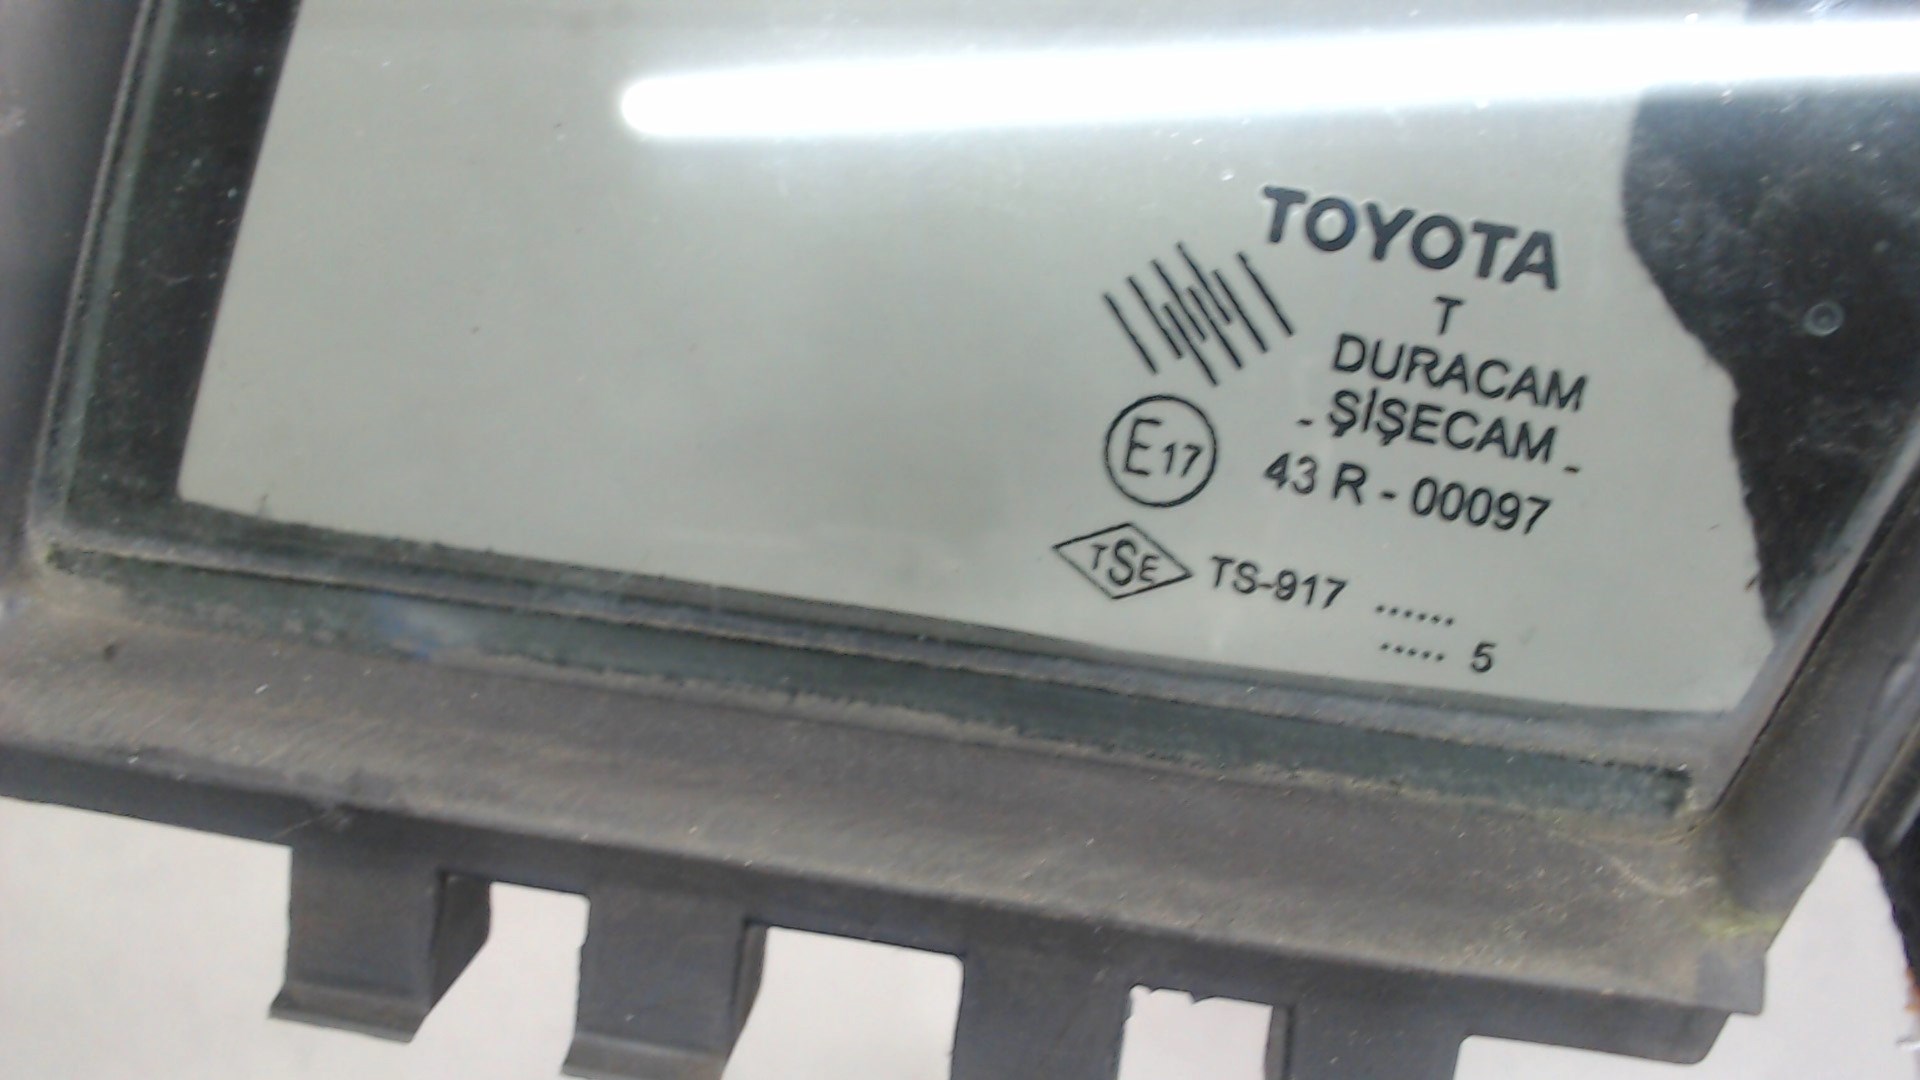 TOYOTA
T
DURACAM
- ŞİŞECAM -
E17 43 R - 00097
TSE TS-917 ......
..... 5